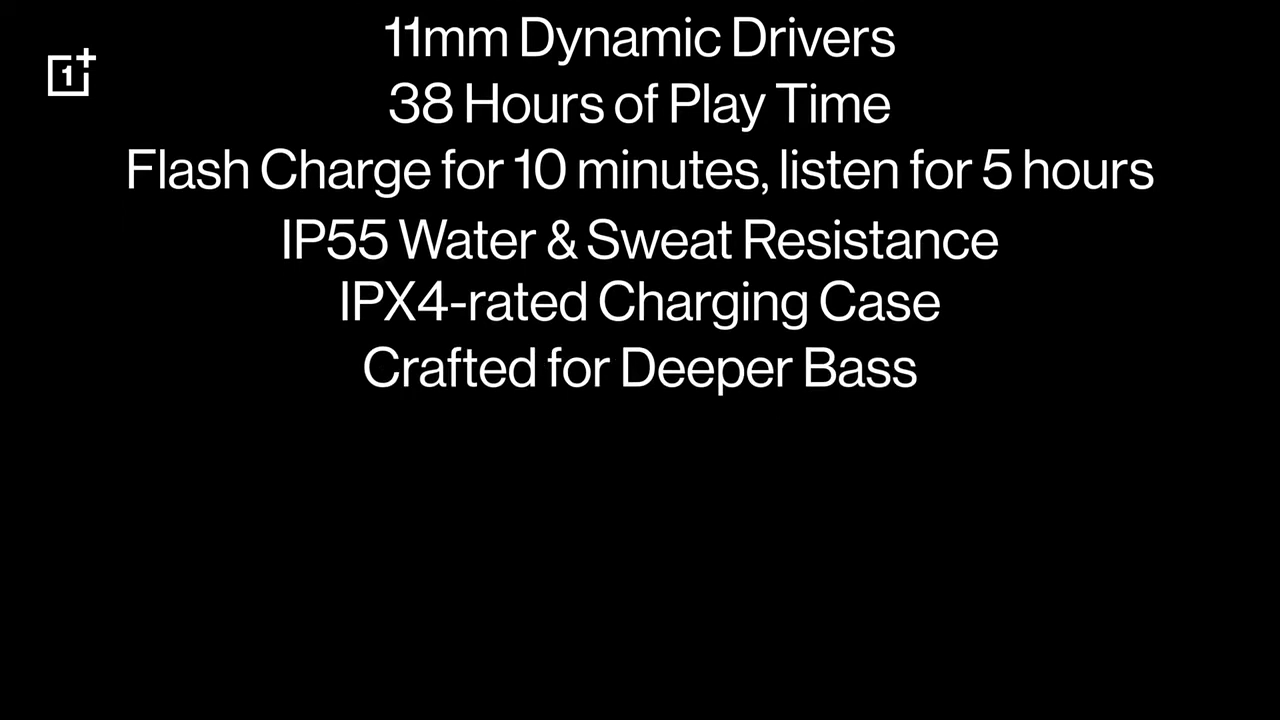 11mm Dynamic Drivers
38 Hours of Play Time
Flash Charge for 10 minutes, listen for 5 hours
IP55 Water & Sweat Resistance
IPX4-rated Charging Case
Crafted for Deeper Bass
1+